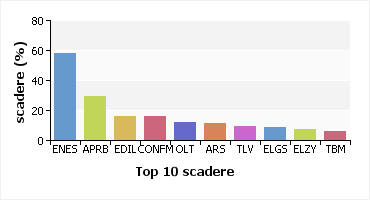 80
60
40
20
0
scadere (%)
ENES APRB EDIL CONFM OLT ARS TLV ELGS ELZY TBM
Top 10 scadere